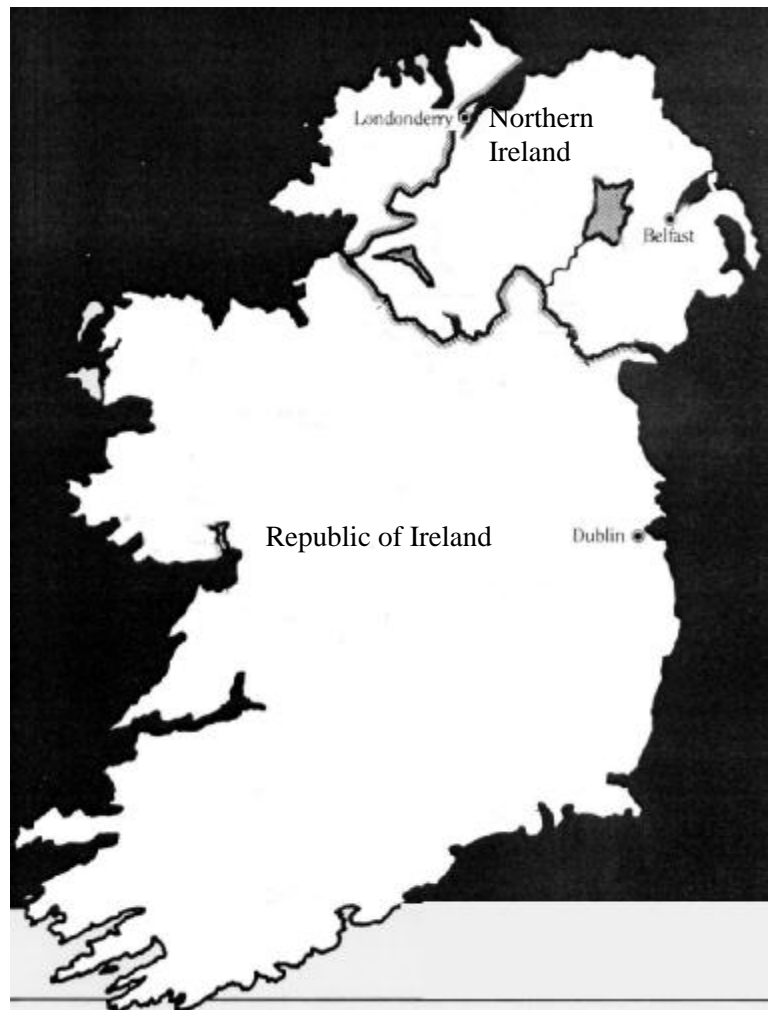 Londonderry
Northern
Ireland
Belfast
Republic of Ireland
Dublin